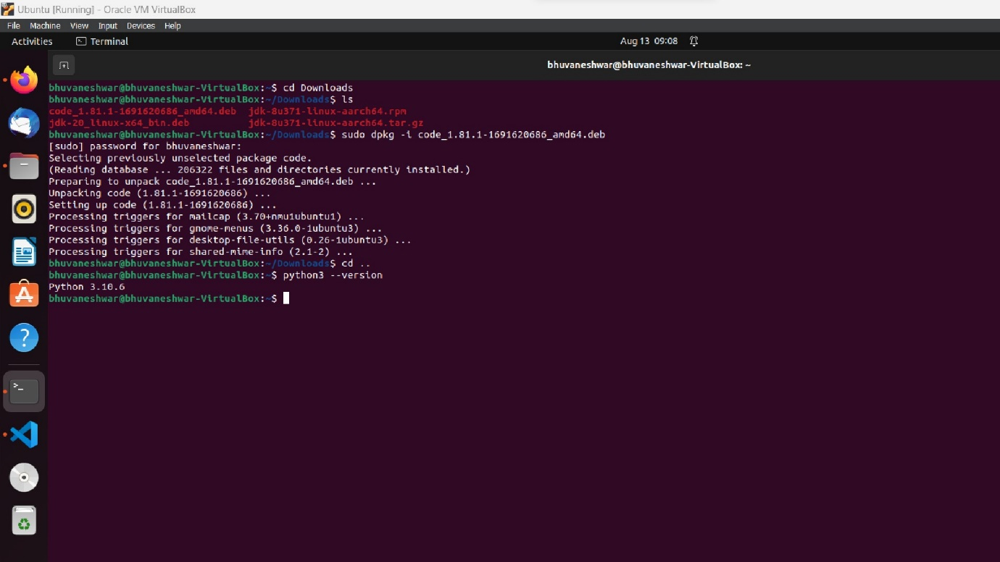 Ubuntu [Running] - Oracle VM VirtualBox
File Machine View Input Devices Help
Activities Terminal Aug 13 09:08
bhuvaneshwar@bhuvaneshwar-VirtualBox: ~
bhuvaneshwar@bhuvaneshwar-VirtualBox:~$ cd Downloads
bhuvaneshwar@bhuvaneshwar-VirtualBox:~/Downloads$ ls
code_1.81.1-1691620686_amd64.deb jdk-8u371-linux-aarch64.rpm
jdk-20_linux-x64_bin.deb jdk-8u371-linux-aarch64.tar.gz
bhuvaneshwar@bhuvaneshwar-VirtualBox:~/Downloads$ sudo dpkg -i code_1.81.1-1691620686_amd64.deb
[sudo] password for bhuvaneshwar:
Selecting previously unselected package code.
(Reading database ... 206322 files and directories currently installed.)
Preparing to unpack code_1.81.1-1691620686_amd64.deb ...
Unpacking code (1.81.1-1691620686) ...
Setting up code (1.81.1-1691620686) ...
Processing triggers for mailcap (3.70+nmu1ubuntu1) ...
Processing triggers for gnome-menus (3.36.0-1ubuntu3) ...
Processing triggers for desktop-file-utils (0.26-1ubuntu3) ...
Processing triggers for shared-mime-info (2.1-2) ...
bhuvaneshwar@bhuvaneshwar-VirtualBox:~/Downloads$ cd ..
bhuvaneshwar@bhuvaneshwar-VirtualBox:~$ python3 --version
Python 3.10.6
bhuvaneshwar@bhuvaneshwar-VirtualBox:~$